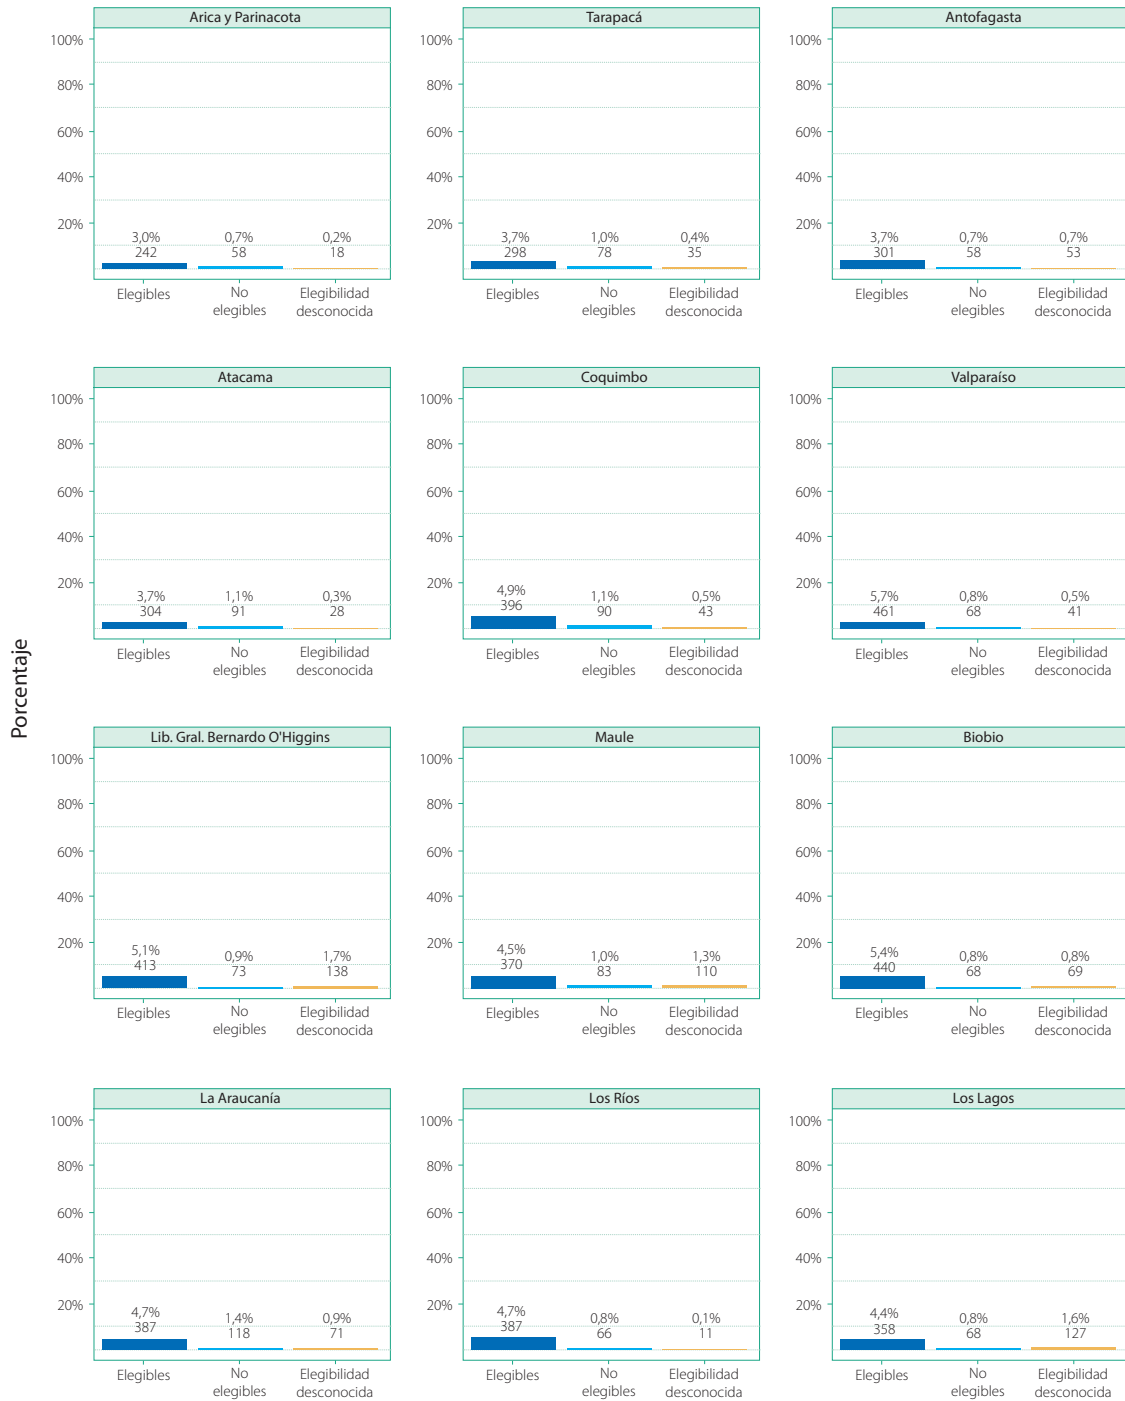 Porcentaje
Arica y Parinacota
100%
80%
60%
40%
20%
3,0%
242
0,7%
58
0,2%
18
Elegibles
No
elegibles
Elegibilidad
desconocida
Tarapacá
100%
80%
60%
40%
20%
3,7%
298
1,0%
78
0,4%
35
Elegibles
No
elegibles
Elegibilidad
desconocida
Antofagasta
100%
80%
60%
40%
20%
3,7%
301
0,7%
58
0,7%
53
Elegibles
No
elegibles
Elegibilidad
desconocida
Atacama
100%
80%
60%
40%
20%
3,7%
304
1,1%
91
0,3%
28
Elegibles
No
elegibles
Elegibilidad
desconocida
Coquimbo
100%
80%
60%
40%
20%
4,9%
396
1,1%
90
0,5%
43
Elegibles
No
elegibles
Elegibilidad
desconocida
Valparaíso
100%
80%
60%
40%
20%
5,7%
461
0,8%
68
0,5%
41
Elegibles
No
elegibles
Elegibilidad
desconocida
Lib. Gral. Bernardo O'Higgins
100%
80%
60%
40%
20%
5,1%
413
0,9%
73
1,7%
138
Elegibles
No
elegibles
Elegibilidad
desconocida
Maule
100%
80%
60%
40%
20%
4,5%
370
1,0%
83
1,3%
110
Elegibles
No
elegibles
Elegibilidad
desconocida
Biobio
100%
80%
60%
40%
20%
5,4%
440
0,8%
68
0,8%
69
Elegibles
No
elegibles
Elegibilidad
desconocida
La Araucanía
100%
80%
60%
40%
20%
4,7%
387
1,4%
118
0,9%
71
Elegibles
No
elegibles
Elegibilidad
desconocida
Los Ríos
100%
80%
60%
40%
20%
4,7%
387
0,8%
66
0,1%
11
Elegibles
No
elegibles
Elegibilidad
desconocida
Los Lagos
100%
80%
60%
40%
20%
4,4%
358
0,8%
68
1,6%
127
Elegibles
No
elegibles
Elegibilidad
desconocida